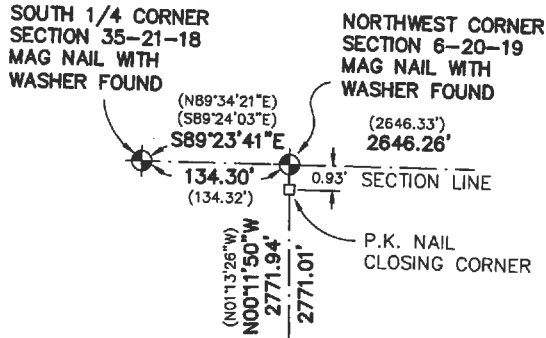 SOUTH 1/4 CORNER
SECTION 35-21-18
MAG NAIL WITH
WASHER FOUND
NORTHWEST CORNER
SECTION 6-20-19
MAG NAIL WITH
WASHER FOUND
(N89°34'21"E)
(S89°24'03"E)
S89°23'41"E
134.30'
(134.32')
(2646.33')
2646.26'
0.93'
SECTION LINE
P.K. NAIL
CLOSING CORNER
(N01°13'26"W)
N00°11'50"W
2771.94'
2771.01'